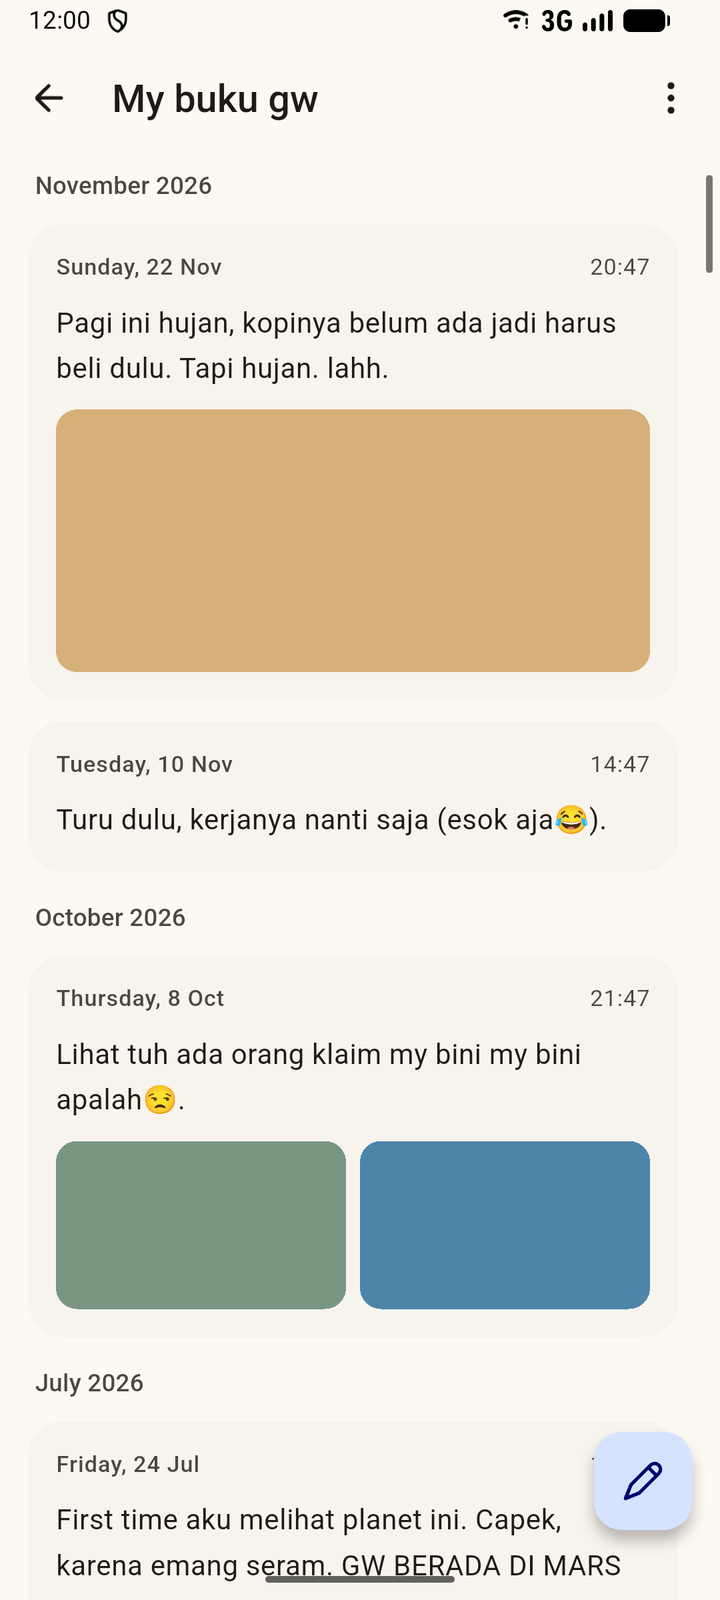 12:00
3G
My buku gw
November 2026
Sunday, 22 Nov 20:47
Pagi ini hujan, kopinya belum ada jadi harus
beli dulu. Tapi hujan. lahh.
Tuesday, 10 Nov 14:47
Turu dulu, kerjanya nanti saja (esok aja😂).
October 2026
Thursday, 8 Oct 21:47
Lihat tuh ada orang klaim my bini my bini
apalah😒.
July 2026
Friday, 24 Jul
First time aku melihat planet ini. Capek,
karena emang seram. GW BERADA DI MARS